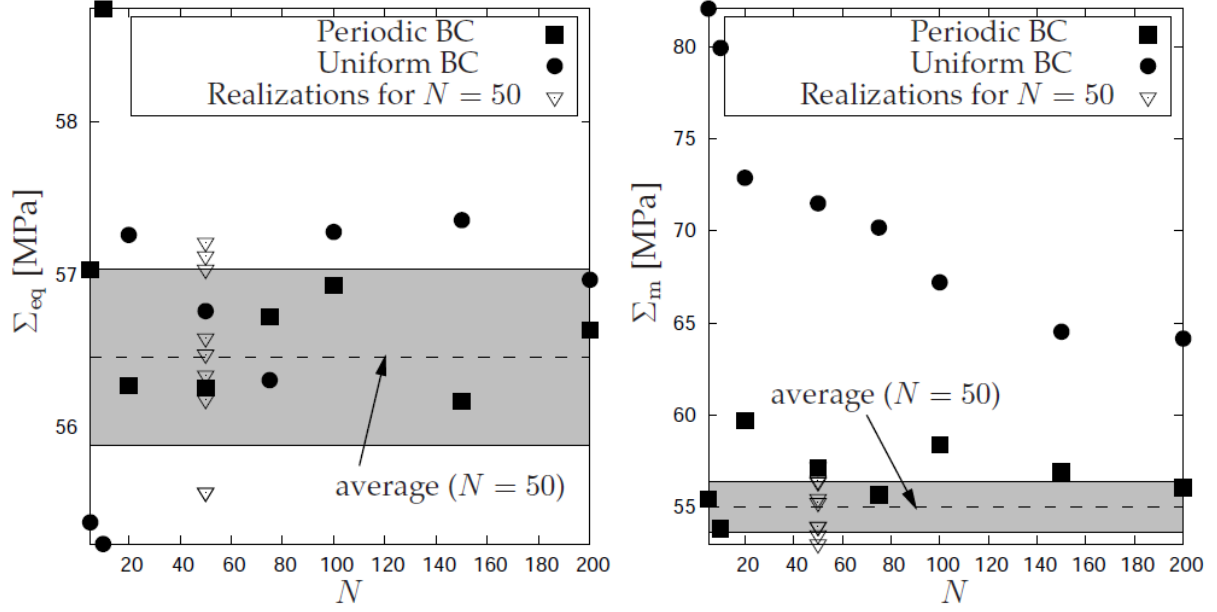 Periodic BC
Uniform BC
Realizations for N = 50
58
57
56
Σeq [MPa]
average (N = 50)
20 40 60 80 100 120 140 160 180 200
N
Periodic BC
Uniform BC
Realizations for N = 50
80
75
70
65
60
55
Σm [MPa]
average (N = 50)
20 40 60 80 100 120 140 160 180 200
N